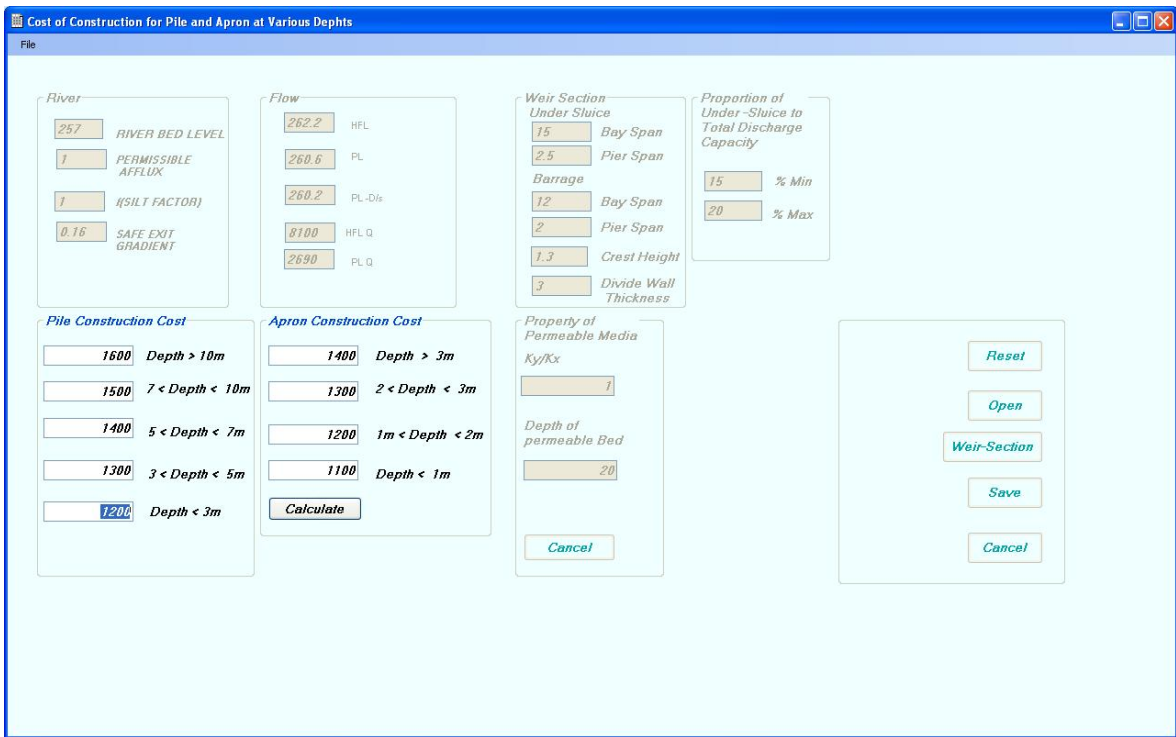 Cost of Construction for Pile and Apron at Various Dephts
File
River
257 RIVER BED LEVEL
1 PERMISSIBLE
AFFLUX
1 f(SILT FACTOR)
0.16 SAFE EXIT
GRADIENT
Flow
262.2 HFL
260.6 PL
260.2 PL-D/s
8100 HFL Q
2690 PL Q
Weir Section
Under Sluice
15 Bay Span
2.5 Pier Span
Barrage
12 Bay Span
2 Pier Span
1.3 Crest Height
3 Divide Wall
Thickness
Proportion of
Under -Sluice to
Total Discharge
Capacity
15 % Min
20 % Max
Pile Construction Cost
1600 Depth > 10m
1500 7 < Depth < 10m
1400 5 < Depth < 7m
1300 3 < Depth < 5m
1200 Depth < 3m
Apron Construction Cost
1400 Depth > 3m
1300 2 < Depth < 3m
1200 1m < Depth < 2m
1100 Depth < 1m
Calculate
Property of
Permeable Media
Ky/Kx
1
Depth of
permeable Bed
20
Cancel
Reset
Open
Weir-Section
Save
Cancel